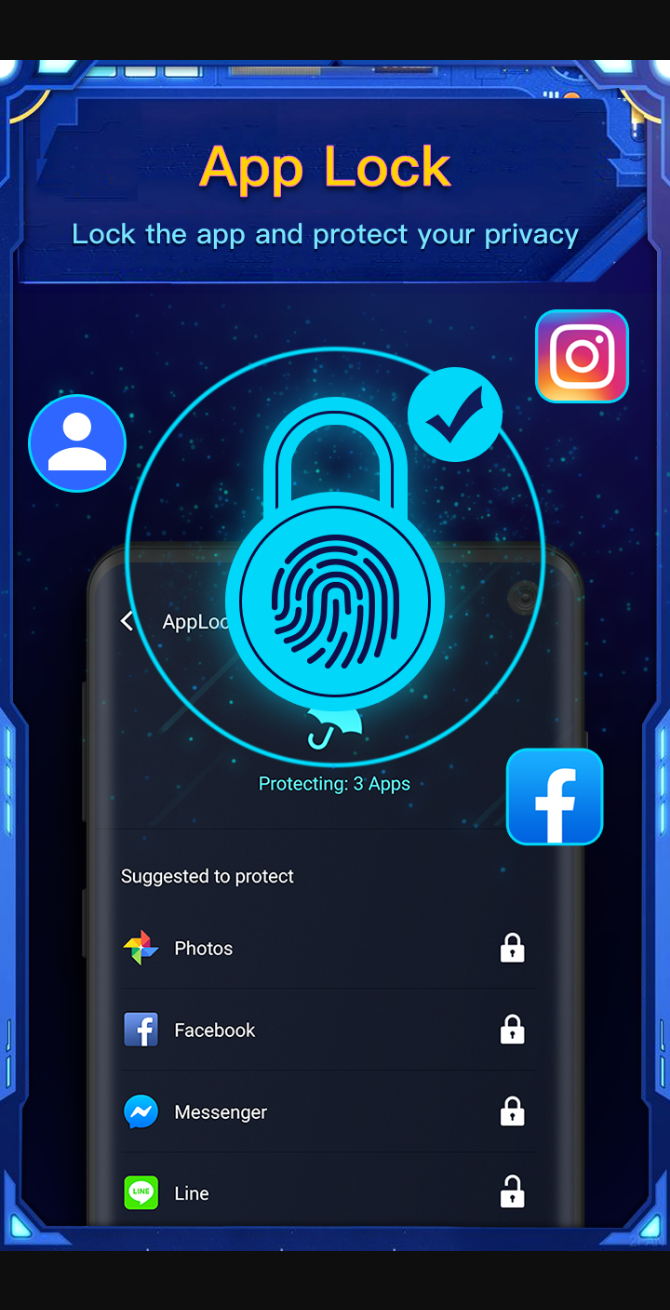 App Lock
Lock the app and protect your privacy
AppLoc
Protecting: 3 Apps
Suggested to protect
Photos
Facebook
Messenger
LINE
Line